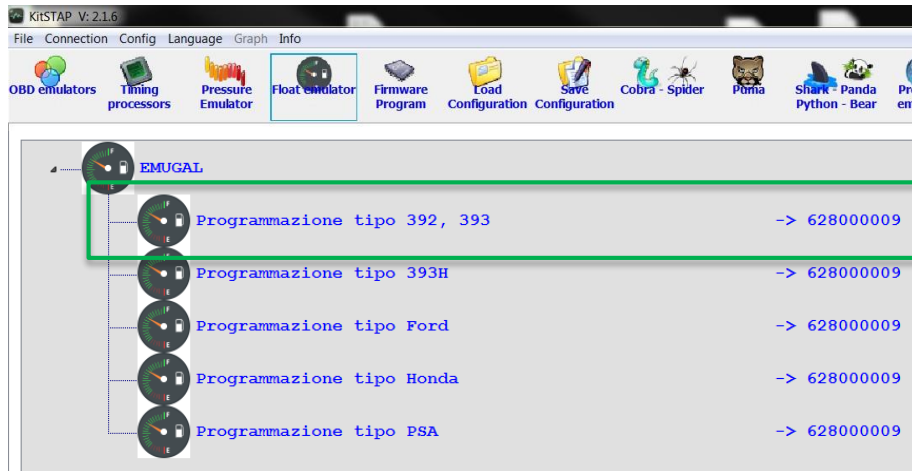 KitSTAP V: 2.1.6
File Connection Config Language Graph Info
OBD emulators
Timing processors
Pressure Emulator
Float emulator
Firmware Program
Load Configuration
Save Configuration
Cobra - Spider
Puma
Shark - Panda
Python - Bear
EMUGAL
Programmazione tipo 392, 393 -> 628000009
Programmazione tipo 393H -> 628000009
Programmazione tipo Ford -> 628000009
Programmazione tipo Honda -> 628000009
Programmazione tipo PSA -> 628000009